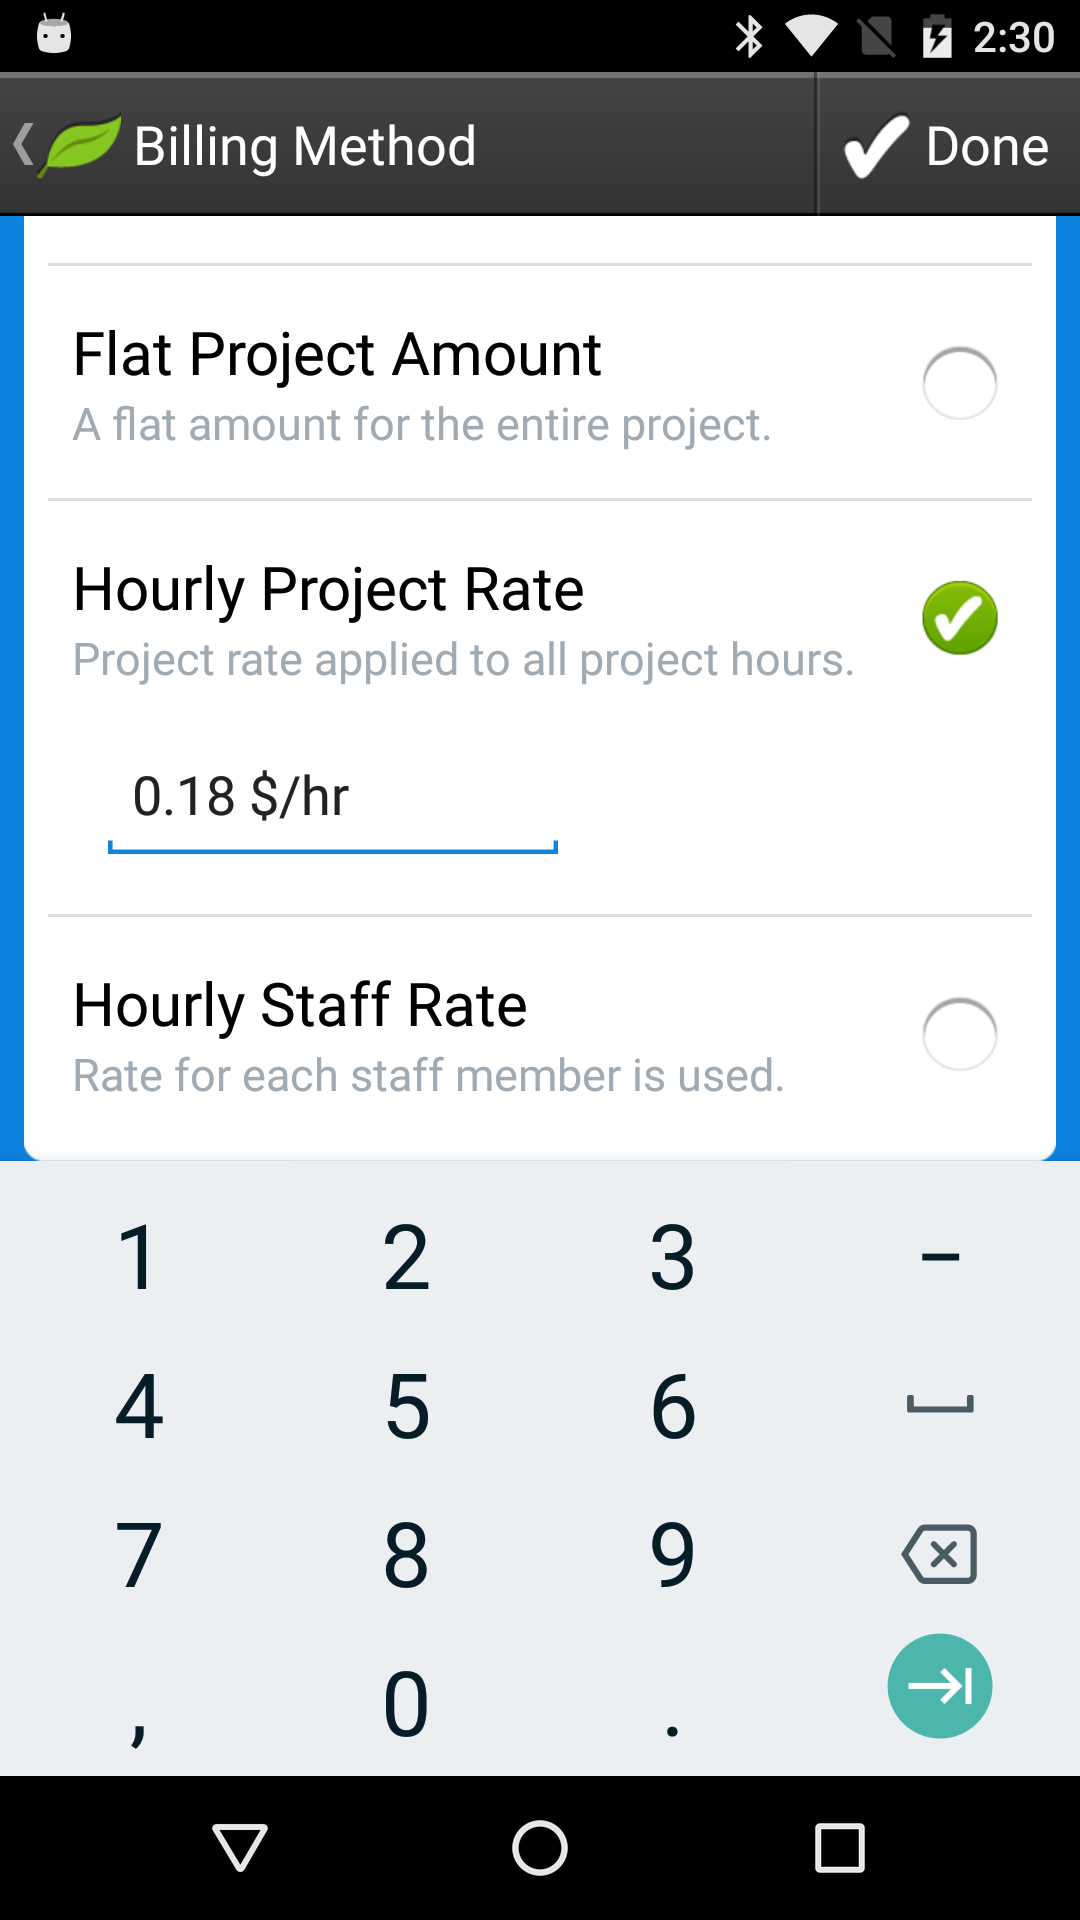 2:30
Billing Method
Done
Flat Project Amount
A flat amount for the entire project.
Hourly Project Rate
Project rate applied to all project hours.
0.18 $/hr
Hourly Staff Rate
Rate for each staff member is used.
1 2 3 –
4 5 6
7 8 9
, 0 .